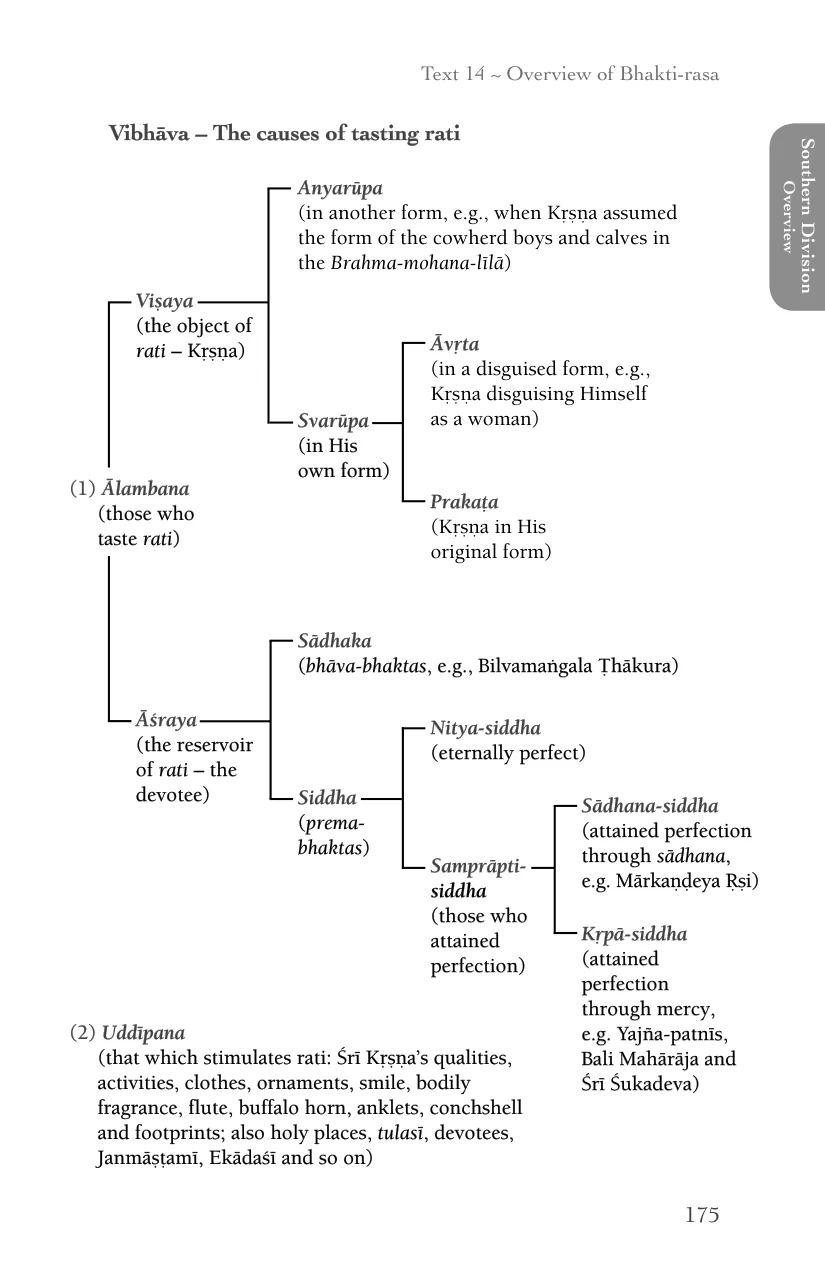 Text 14 ~ Overview of Bhakti-rasa
Southern Division
Overview
Vibhāva – The causes of tasting rati
Anyarūpa
(in another form, e.g., when Kṛṣṇa assumed
the form of the cowherd boys and calves in
the Brahma-mohana-līlā)
Viṣaya
(the object of
rati – Kṛṣṇa)
Āvṛta
(in a disguised form, e.g.,
Kṛṣṇa disguising Himself
as a woman)
Svarūpa
(in His
own form)
Prakaṭa
(Kṛṣṇa in His
original form)
(1) Ālambana
(those who
taste rati)
Sādhaka
(bhāva-bhaktas, e.g., Bilvamaṅgala Ṭhākura)
Āśraya
(the reservoir
of rati – the
devotee)
Nitya-siddha
(eternally perfect)
Siddha
(prema-
bhaktas)
Sādhana-siddha
(attained perfection
through sādhana,
e.g. Mārkaṇḍeya Ṛṣi)
Samprāpti-
siddha
(those who
attained
perfection)
Kṛpā-siddha
(attained
perfection
through mercy,
e.g. Yajña-patnīs,
Bali Mahārāja and
Śrī Śukadeva)
(2) Uddīpana
(that which stimulates rati: Śrī Kṛṣṇa’s qualities,
activities, clothes, ornaments, smile, bodily
fragrance, flute, buffalo horn, anklets, conchshell
and footprints; also holy places, tulasī, devotees,
Janmāṣṭamī, Ekādaśī and so on)
175